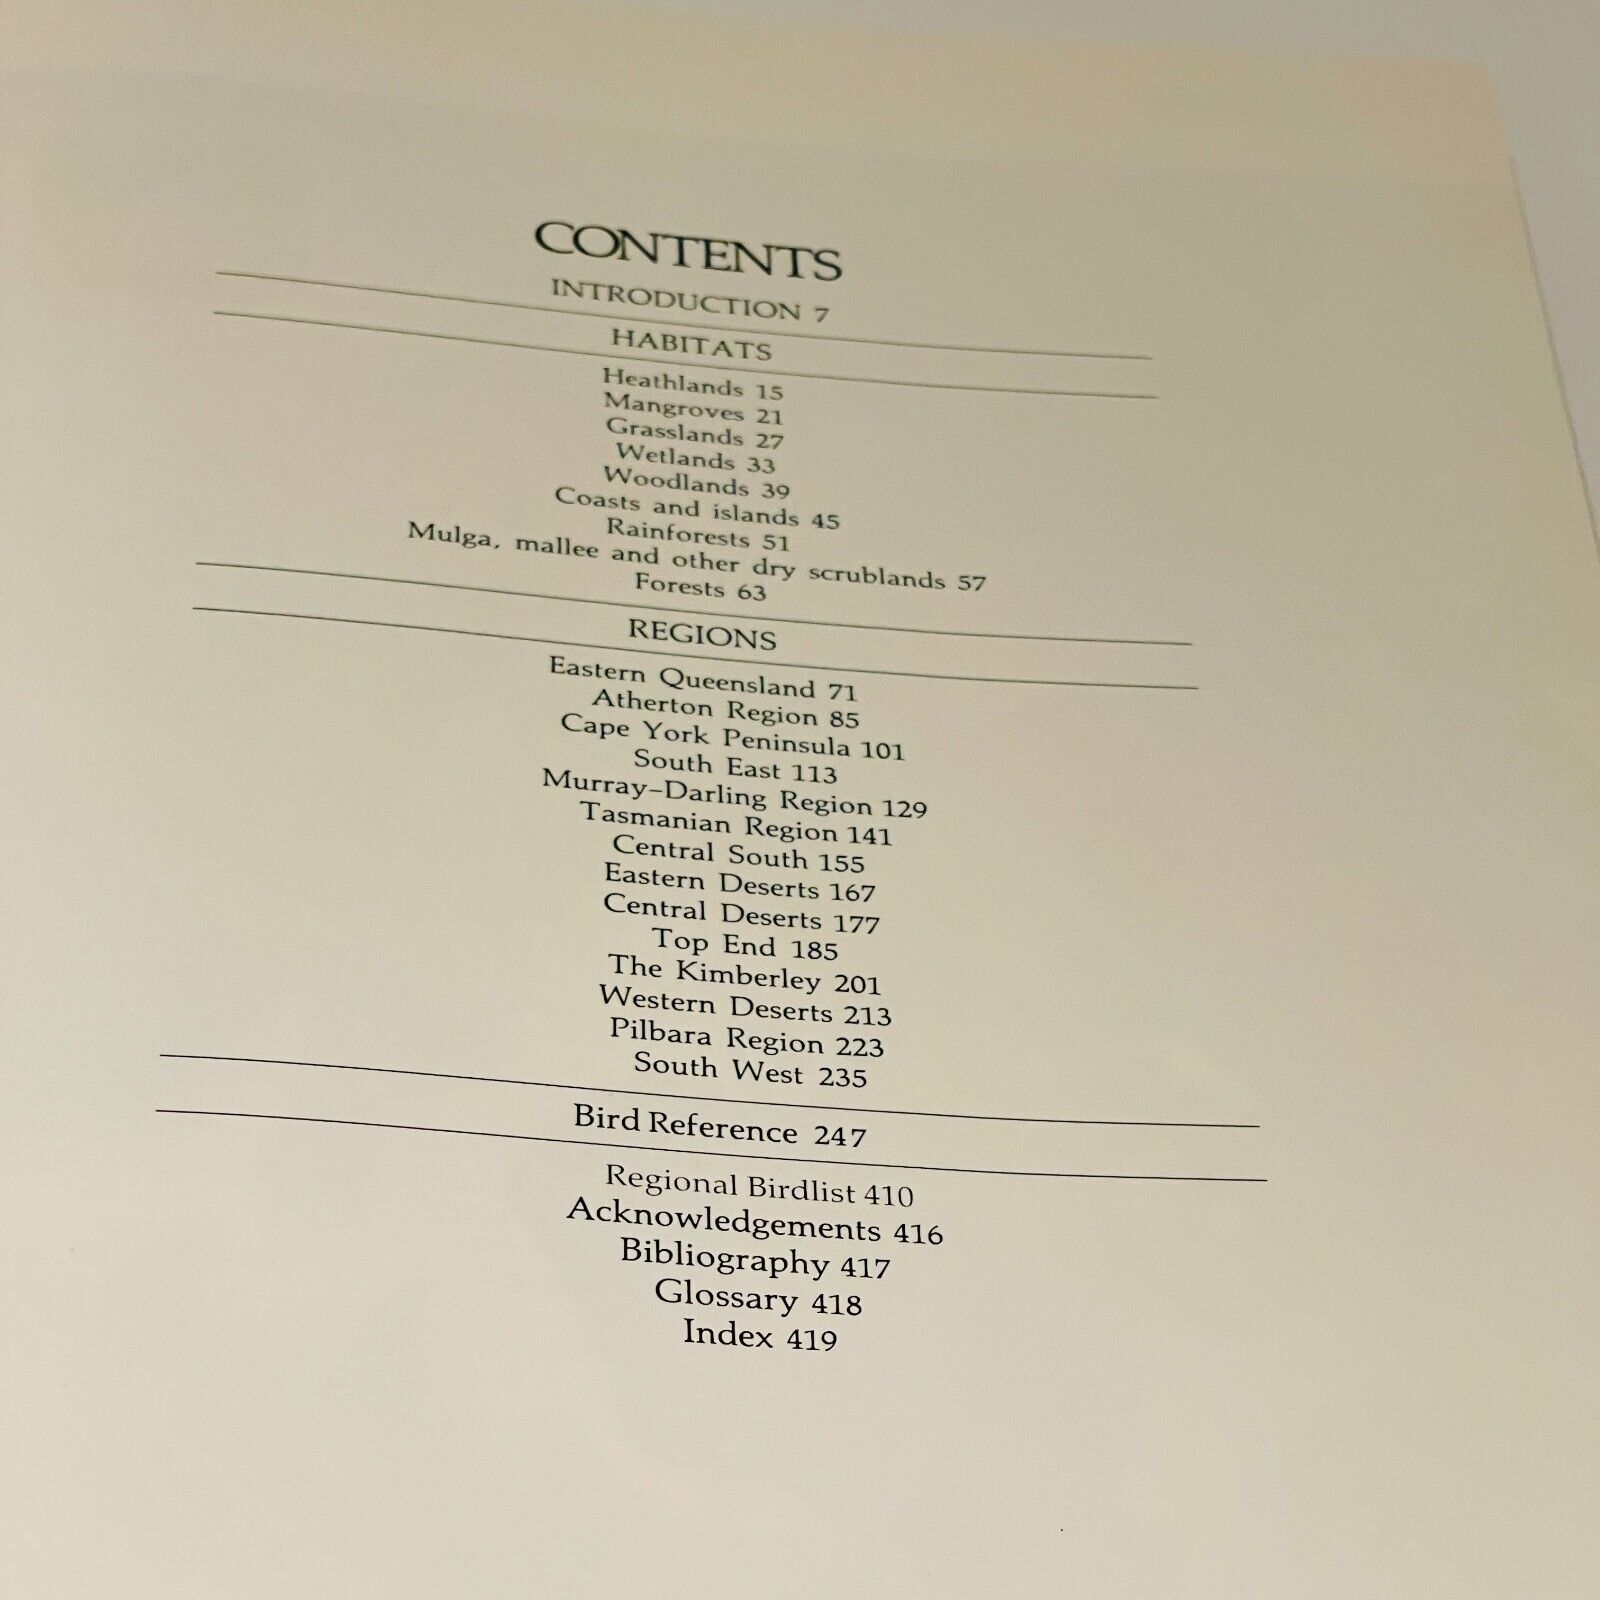 CONTENTS
INTRODUCTION 7
HABITATS
Heathlands 15
Mangroves 21
Grasslands 27
Wetlands 33
Woodlands 39
Coasts and islands 45
Rainforests 51
Mulga, mallee and other dry scrublands 57
Forests 63
REGIONS
Eastern Queensland 71
Atherton Region 85
Cape York Peninsula 101
South East 113
Murray–Darling Region 129
Tasmanian Region 141
Central South 155
Eastern Deserts 167
Central Deserts 177
Top End 185
The Kimberley 201
Western Deserts 213
Pilbara Region 223
South West 235
Bird Reference 247
Regional Birdlist 410
Acknowledgements 416
Bibliography 417
Glossary 418
Index 419